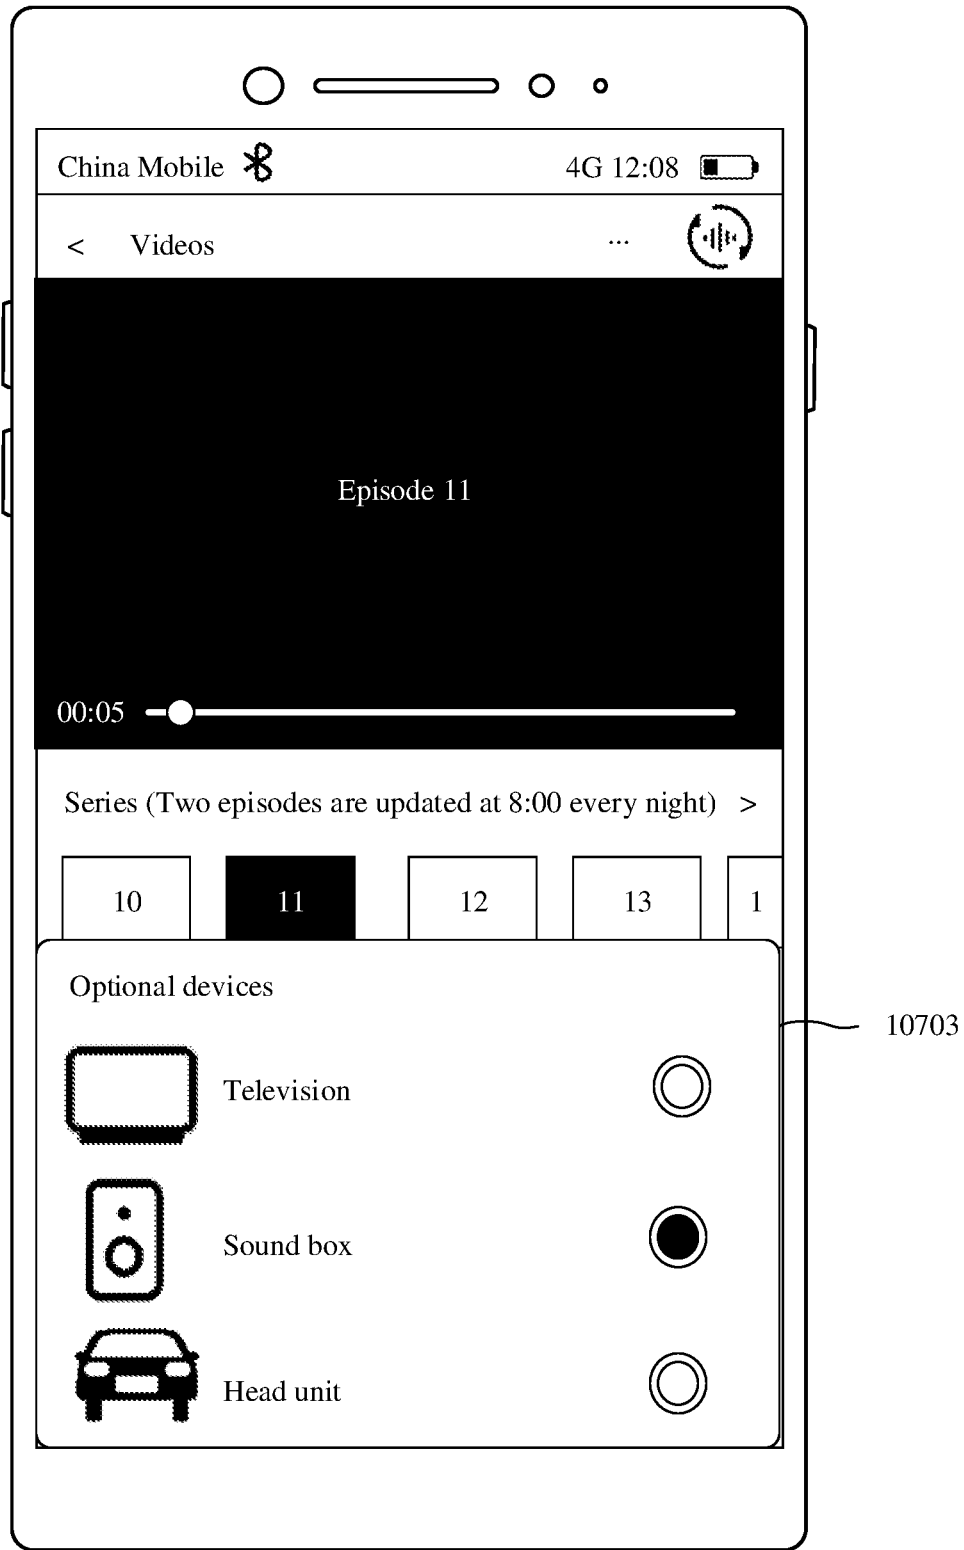 China Mobile 4G 12:08
< Videos ...
Episode 11
00:05
Series (Two episodes are updated at 8:00 every night) >
10 11 12 13 1
Optional devices
10703
Television
Sound box
Head unit